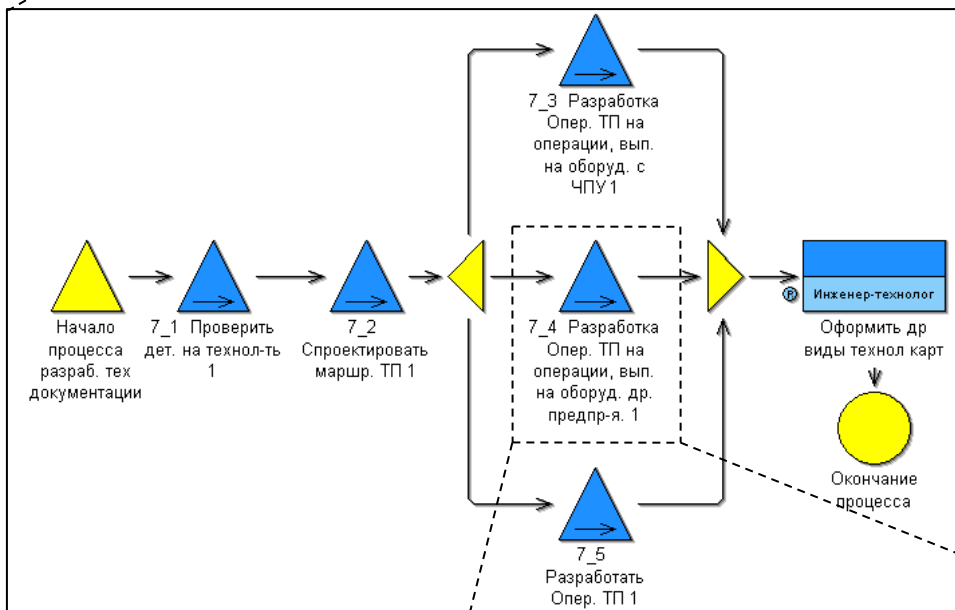 7_3 Разработка
Опер. ТП на
операции, вып.
на оборуд. с
ЧПУ 1
Начало
процесса
разраб. тех
документации
7_1 Проверить
дет. на технол-ть
1
7_2
Спроектировать
маршр. ТП 1
7_4 Разработка
Опер. ТП на
операции, вып.
на оборуд. др.
предпр-я. 1
R
Инженер-технолог
Оформить др
виды технол карт
Окончание
процесса
7_5
Разработать
Опер. ТП 1